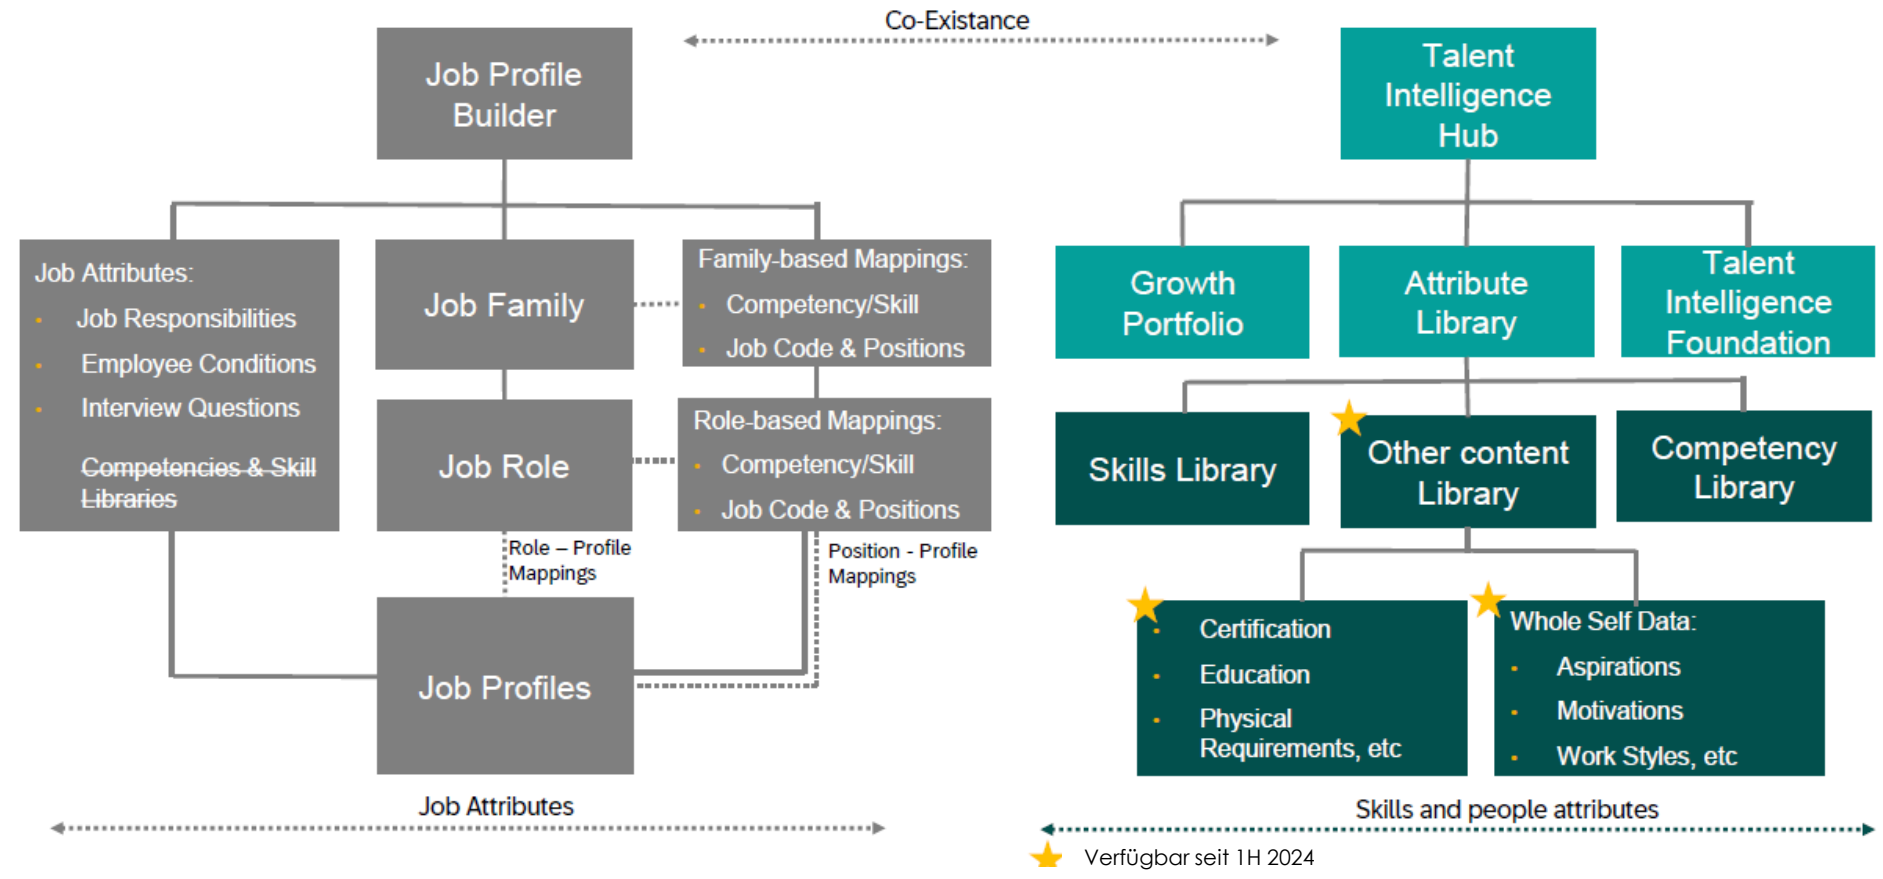 Co-Existance
Job Profile
Builder
Talent
Intelligence
Hub
Job Attributes:
• Job Responsibilities
• Employee Conditions
• Interview Questions
Competencies & Skill
Libraries
Job Family
Family-based Mappings:
• Competency/Skill
• Job Code & Positions
Job Role
Role-based Mappings:
• Competency/Skill
• Job Code & Positions
Role – Profile
Mappings
Position - Profile
Mappings
Job Profiles
Job Attributes
Growth
Portfolio
Attribute
Library
Talent
Intelligence
Foundation
Skills Library
Other content
Library
Competency
Library
• Certification
• Education
• Physical
Requirements, etc
Whole Self Data:
• Aspirations
• Motivations
• Work Styles, etc
Skills and people attributes
Verfügbar seit 1H 2024